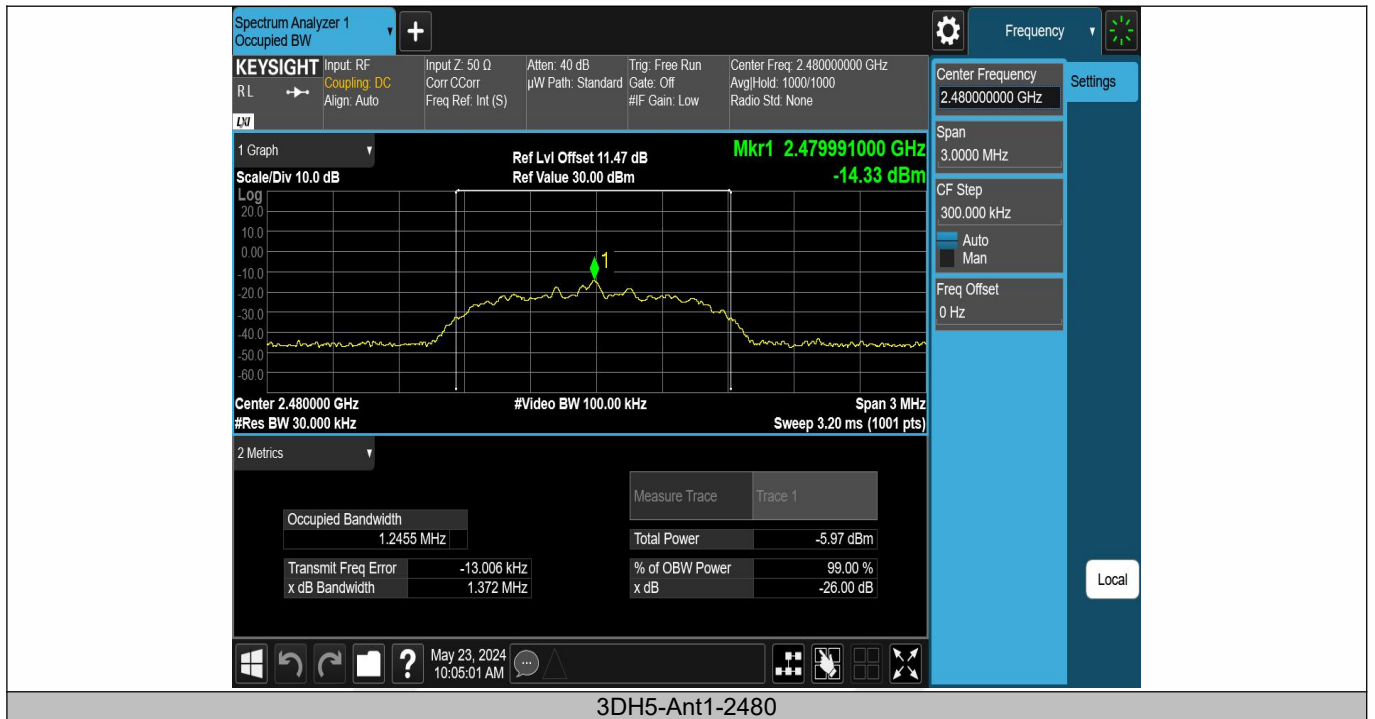 Spectrum Analyzer 1
Occupied BW
Frequency
KEYSIGHT
R L
LXI
Input: RF
Coupling: DC
Align: Auto
Input Z: 50 Ω
Corr CCorr
Freq Ref: Int (S)
Atten: 40 dB
µW Path: Standard
Trig: Free Run
Gate: Off
#IF Gain: Low
Center Freq: 2.480000000 GHz
Avg|Hold: 1000/1000
Radio Std: None
Center Frequency
2.480000000 GHz
Settings
Span
3.0000 MHz
CF Step
300.000 kHz
Auto
Man
Freq Offset
0 Hz
Local
1 Graph
Scale/Div 10.0 dB
Ref Lvl Offset 11.47 dB
Ref Value 30.00 dBm
Mkr1 2.479991000 GHz
-14.33 dBm
Log
20.0
10.0
0.00
-10.0
-20.0
-30.0
-40.0
-50.0
-60.0
1
Center 2.480000 GHz
#Res BW 30.000 kHz
#Video BW 100.00 kHz
Span 3 MHz
Sweep 3.20 ms (1001 pts)
2 Metrics
Measure Trace Trace 1
Occupied Bandwidth
1.2455 MHz
Total Power -5.97 dBm
Transmit Freq Error -13.006 kHz
% of OBW Power 99.00 %
x dB Bandwidth 1.372 MHz
x dB -26.00 dB
?
May 23, 2024
10:05:01 AM
3DH5-Ant1-2480